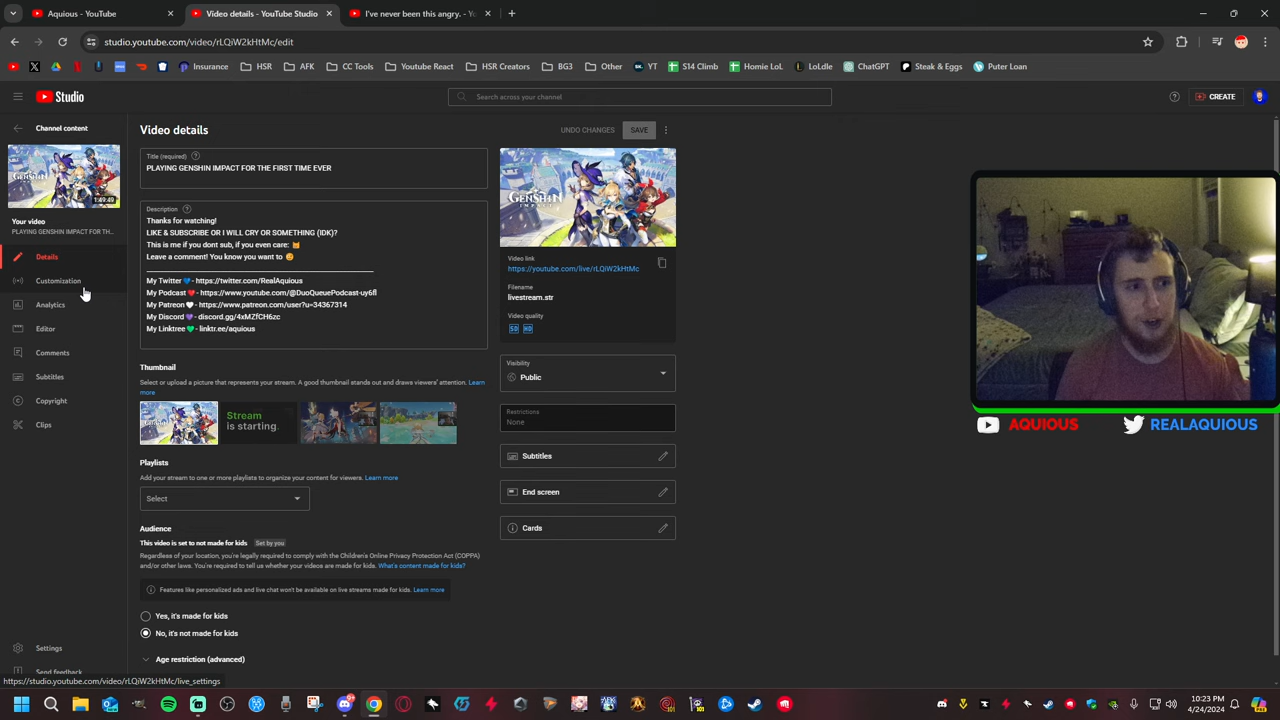 Aquious - YouTube
Video details - YouTube Studio
I've never been this angry. - You
studio.youtube.com/video/rLQiW2kHtMc/edit
Insurance
HSR
AFK
CC Tools
Youtube React
HSR Creators
BG3
Other
YT
S14 Climb
Homie LoL
LoLdle
ChatGPT
Steak & Eggs
Puter Loan
Studio
Search across your channel
CREATE
Channel content
1:49:49
Your video
PLAYING GENSHIN IMPACT FOR TH...
Details
Customization
Analytics
Editor
Comments
Subtitles
Copyright
Clips
Settings
Send feedback
https://studio.youtube.com/video/rLQiW2kHtMc/live_settings
Video details
UNDO CHANGES
SAVE
Title (required)
PLAYING GENSHIN IMPACT FOR THE FIRST TIME EVER
Description
Thanks for watching!
LIKE & SUBSCRIBE OR I WILL CRY OR SOMETHING (IDK)?
This is me if you dont sub, if you even care:
Leave a comment! You know you want to
My Twitter 💙- https://twitter.com/RealAquious
My Podcast ❤️- https://www.youtube.com/@DuoQueuePodcast-uy6fl
My Patreon 🤍- https://www.patreon.com/user?u=34367314
My Discord 💜- discord.gg/4xMZfCH6zc
My Linktree 💚- linktr.ee/aquious
Thumbnail
Select or upload a picture that represents your stream. A good thumbnail stands out and draws viewers' attention. Learn
more
Stream
is starting.
Playlists
Add your stream to one or more playlists to organize your content for viewers. Learn more
Select
Audience
This video is set to not made for kids
Set by you
Regardless of your location, you're legally required to comply with the Children's Online Privacy Protection Act (COPPA)
and/or other laws. You're required to tell us whether your videos are made for kids. What's content made for kids?
Features like personalized ads and live chat won't be available on live streams made for kids. Learn more
Yes, it's made for kids
No, it's not made for kids
Age restriction (advanced)
GENSHIN
IMPACT
Video link
https://youtube.com/live/rLQiW2kHtMc
Filename
livestream.str
Video quality
SD
HD
Visibility
Public
Restrictions
None
Subtitles
End screen
Cards
AQUIOUS
REALAQUIOUS
10:23 PM
4/24/2024